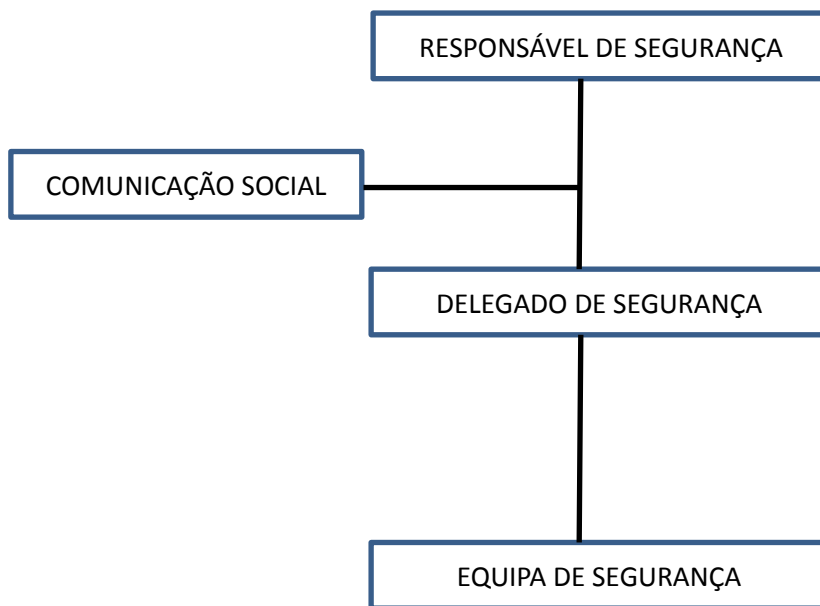 RESPONSÁVEL DE SEGURANÇA
COMUNICAÇÃO SOCIAL
DELEGADO DE SEGURANÇA
EQUIPA DE SEGURANÇA